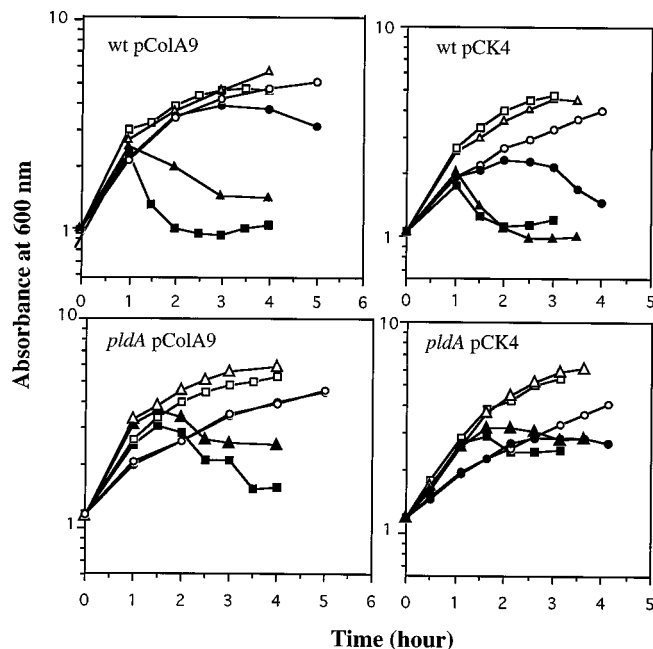 Absorbance at 600 nm
wt pColA9
10
1
0 1 2 3 4 5 6
wt pCK4
10
1
0 1 2 3 4 5
pldA pColA9
10
1
0 1 2 3 4 5 6
pldA pCK4
10
1
0 1 2 3 4 5
Time (hour)